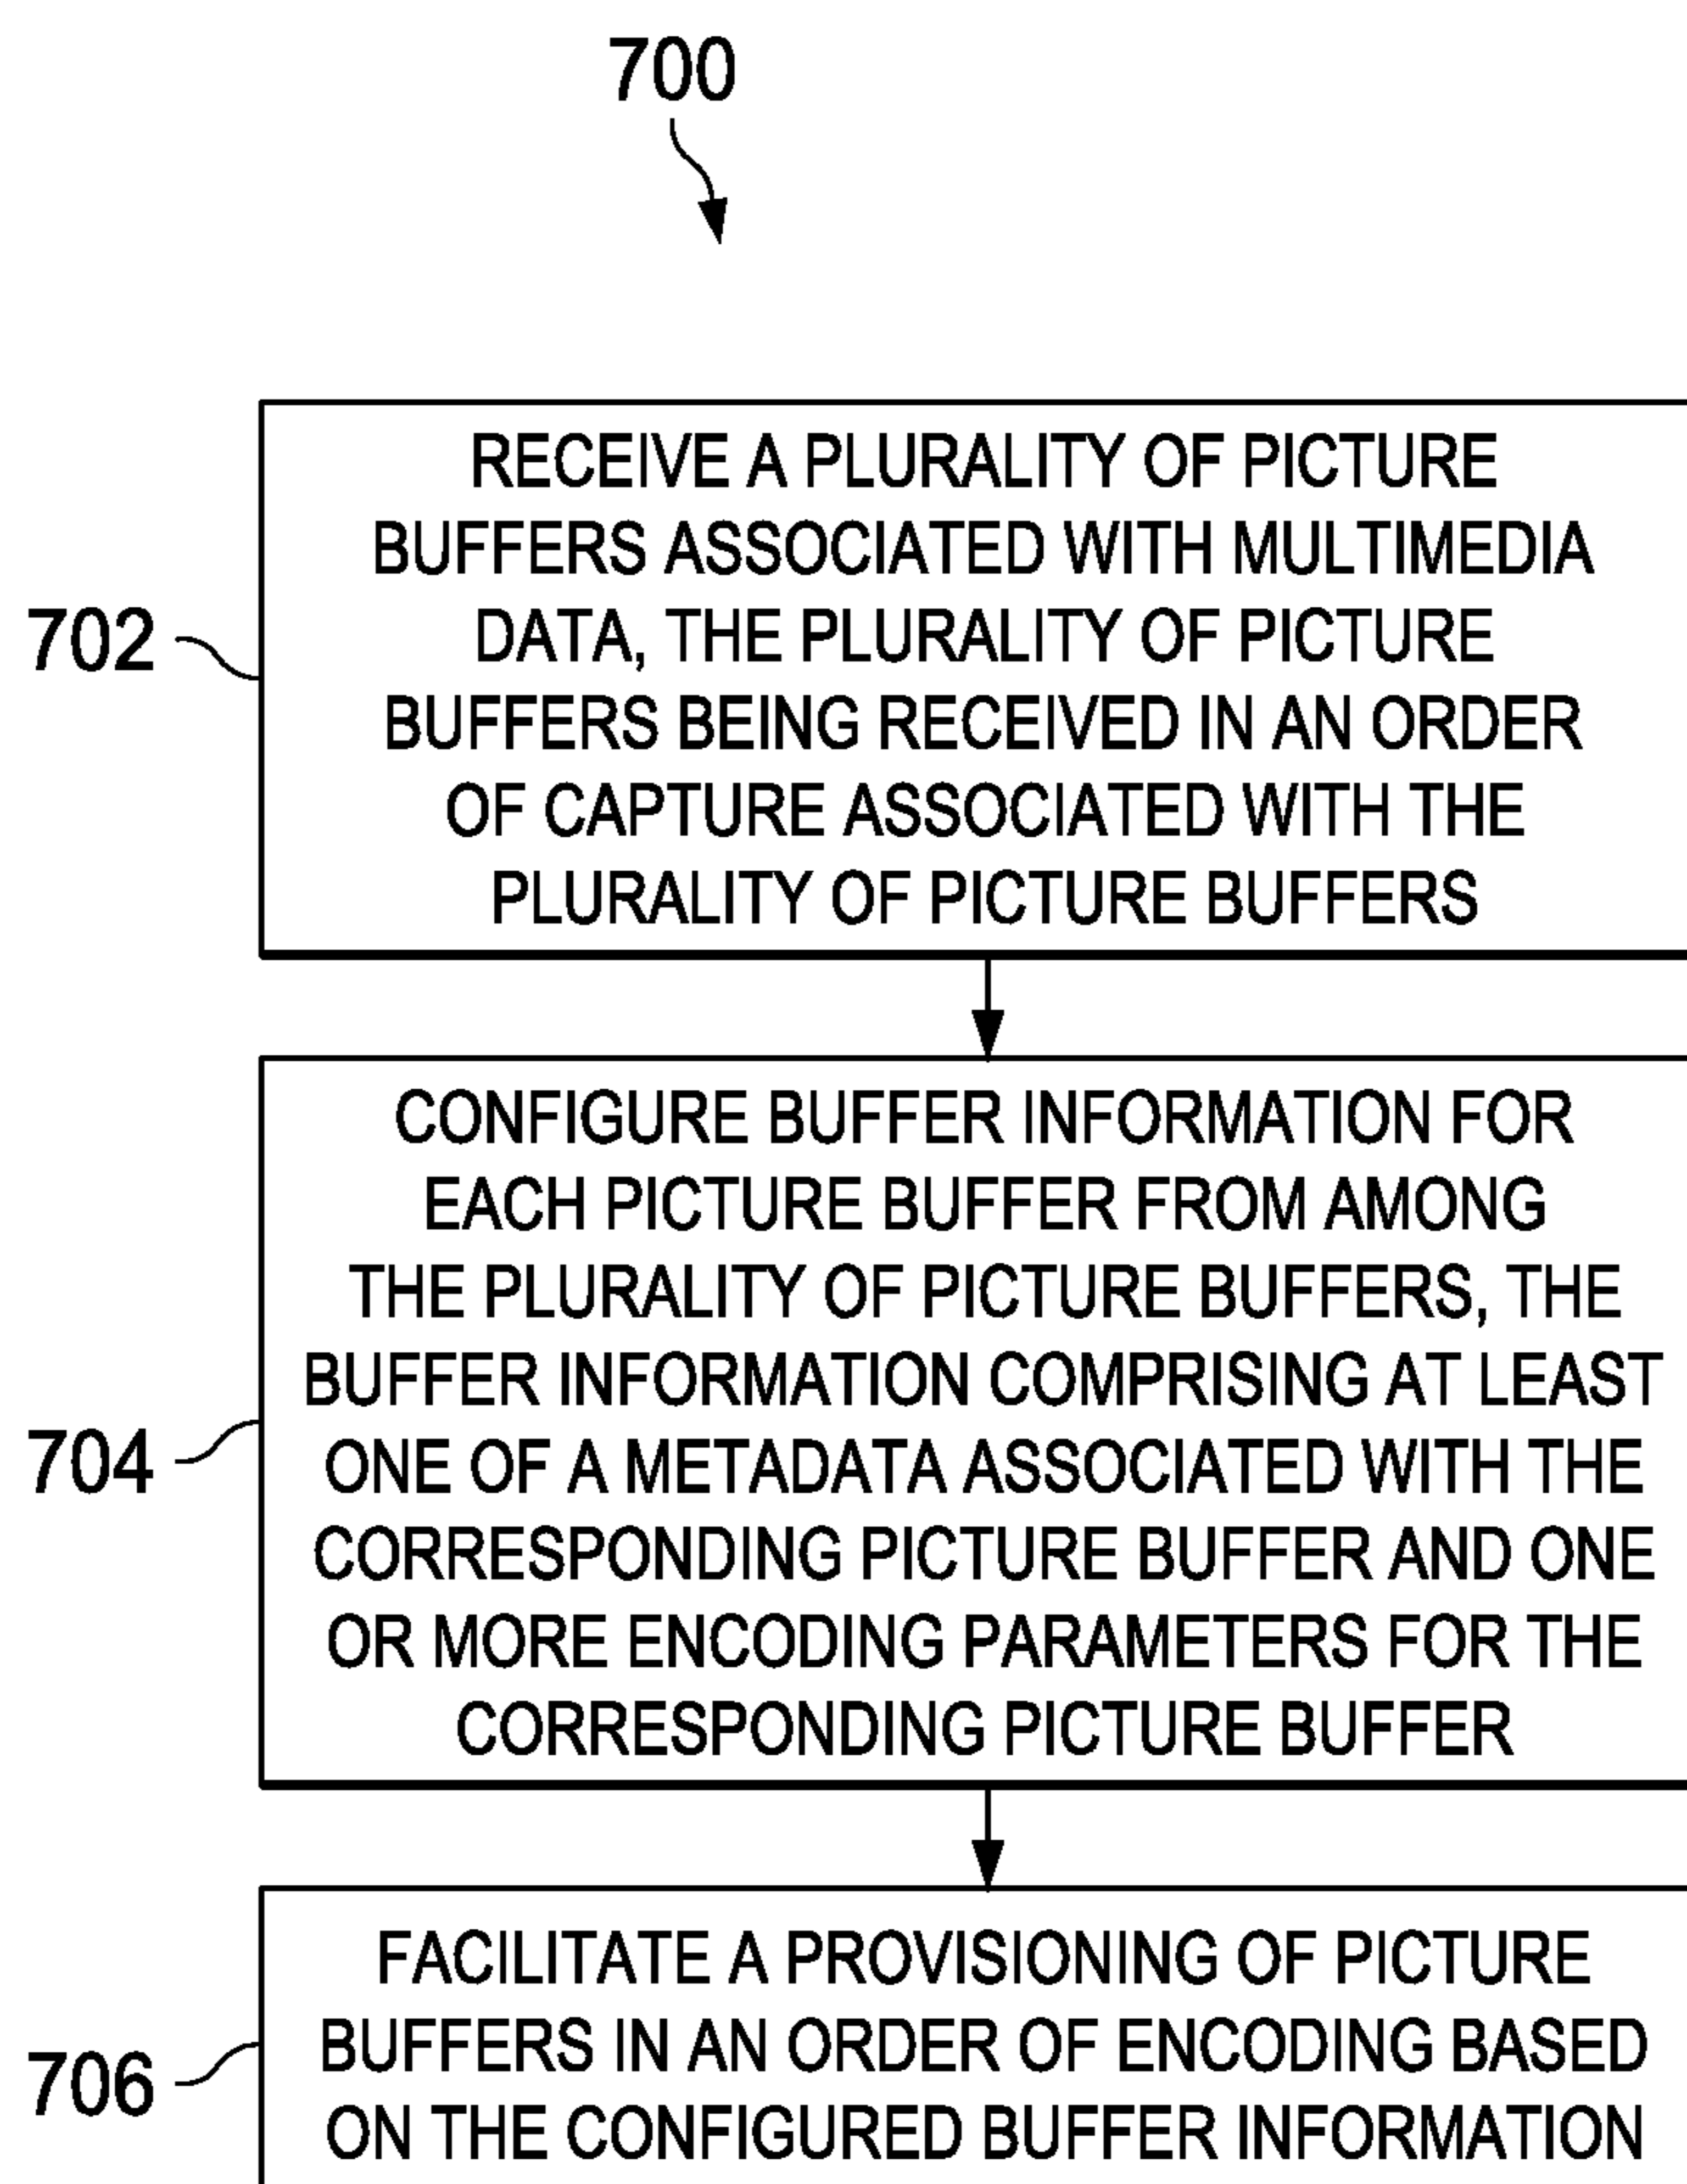 700
702
RECEIVE A PLURALITY OF PICTURE
BUFFERS ASSOCIATED WITH MULTIMEDIA
DATA, THE PLURALITY OF PICTURE
BUFFERS BEING RECEIVED IN AN ORDER
OF CAPTURE ASSOCIATED WITH THE
PLURALITY OF PICTURE BUFFERS
704
CONFIGURE BUFFER INFORMATION FOR
EACH PICTURE BUFFER FROM AMONG
THE PLURALITY OF PICTURE BUFFERS, THE
BUFFER INFORMATION COMPRISING AT LEAST
ONE OF A METADATA ASSOCIATED WITH THE
CORRESPONDING PICTURE BUFFER AND ONE
OR MORE ENCODING PARAMETERS FOR THE
CORRESPONDING PICTURE BUFFER
706
FACILITATE A PROVISIONING OF PICTURE
BUFFERS IN AN ORDER OF ENCODING BASED
ON THE CONFIGURED BUFFER INFORMATION